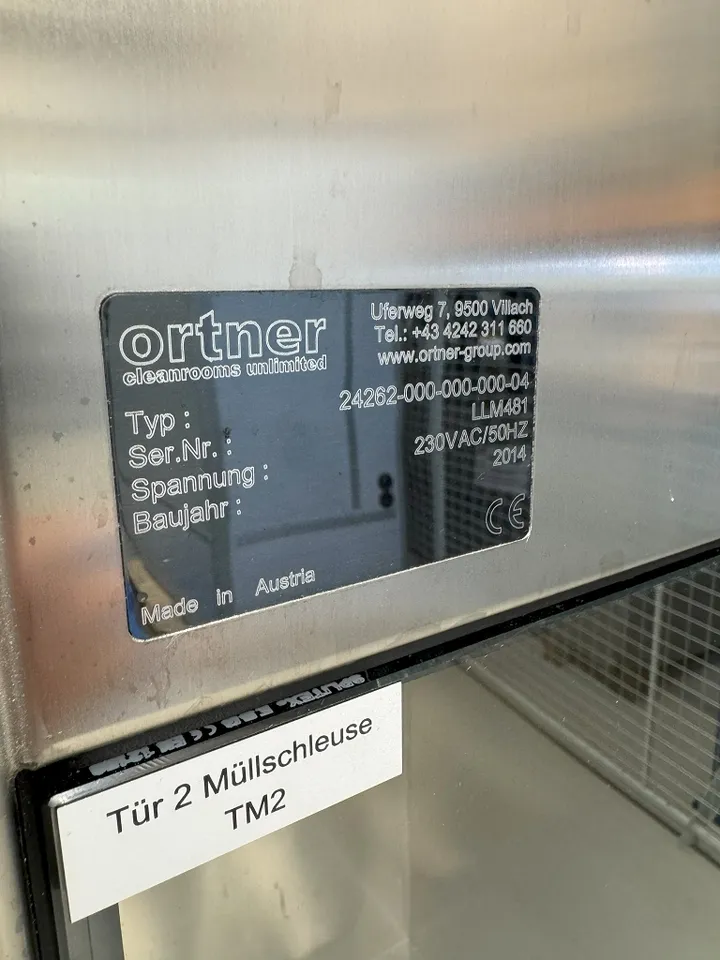 ortner
cleanrooms unlimited
Uferweg 7, 9500 Villach
Tel.: +43 4242 311 660
www.ortner-group.com
Typ : 24262-000-000-000-04
Ser.Nr. : LLM481
Spannung : 230VAC/50HZ
Baujahr : 2014
CE
Made in Austria
SPLITEX
Tür 2 Müllschleuse
TM2